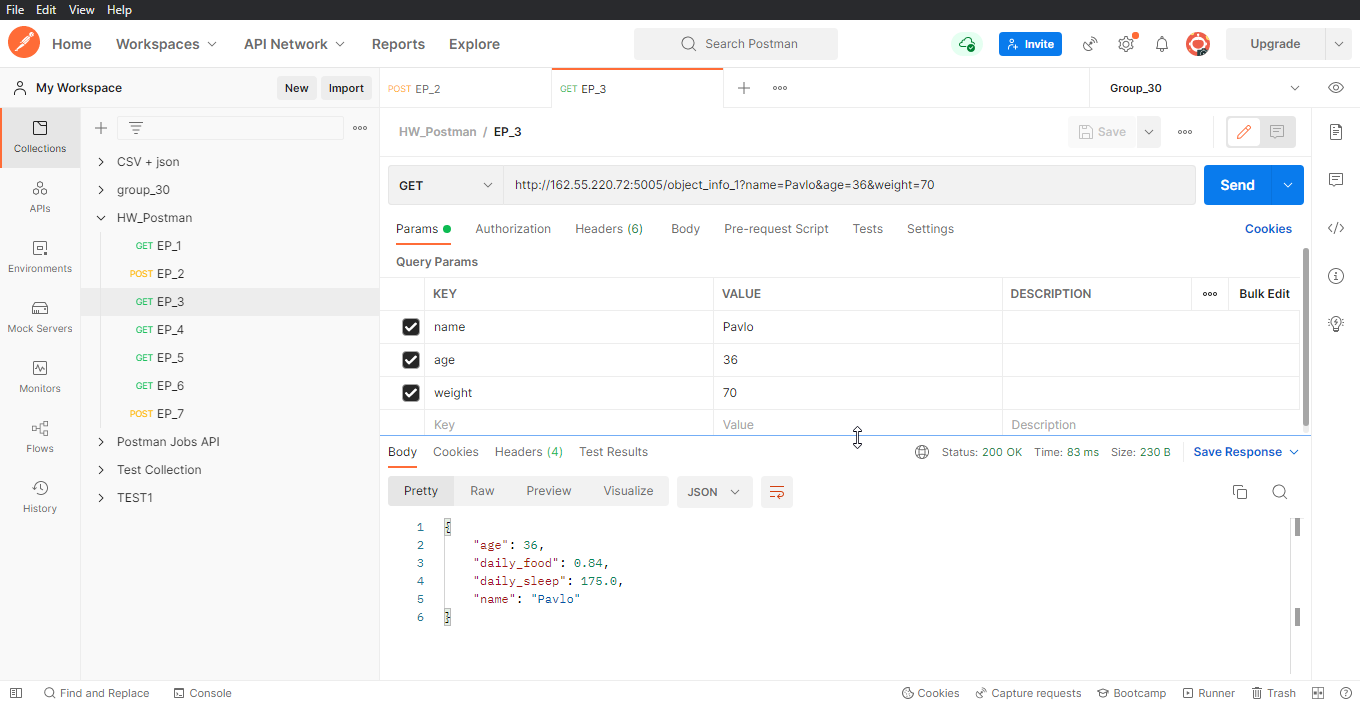 File Edit View Help
Home Workspaces API Network Reports Explore Search Postman Invite Upgrade
My Workspace New Import POST EP_2 GET EP_3 Group_30
HW_Postman / EP_3 Save
Collections
APIs
Environments
Mock Servers
Monitors
Flows
History
CSV + json
group_30
HW_Postman
GET EP_1
POST EP_2
GET EP_3
GET EP_4
GET EP_5
GET EP_6
POST EP_7
Postman Jobs API
Test Collection
TEST1
GET http://162.55.220.72:5005/object_info_1?name=Pavlo&age=36&weight=70 Send
Params Authorization Headers (6) Body Pre-request Script Tests Settings Cookies
Query Params
KEY VALUE DESCRIPTION Bulk Edit
name Pavlo
age 36
weight 70
Key Value Description
Body Cookies Headers (4) Test Results Status: 200 OK Time: 83 ms Size: 230 B Save Response
Pretty Raw Preview Visualize JSON
1 {
2 "age": 36,
3 "daily_food": 0.84,
4 "daily_sleep": 175.0,
5 "name": "Pavlo"
6 }
Find and Replace Console Cookies Capture requests Bootcamp Runner Trash